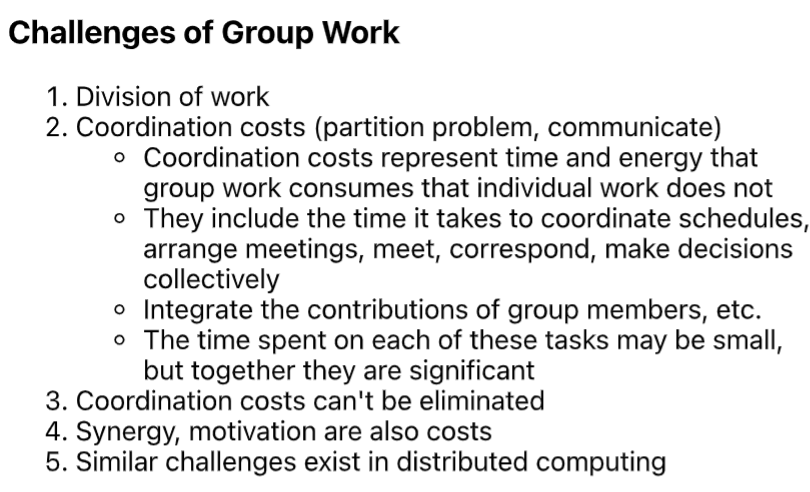 Challenges of Group Work
1. Division of work
2. Coordination costs (partition problem, communicate)
◦ Coordination costs represent time and energy that
group work consumes that individual work does not
◦ They include the time it takes to coordinate schedules,
arrange meetings, meet, correspond, make decisions
collectively
◦ Integrate the contributions of group members, etc.
◦ The time spent on each of these tasks may be small,
but together they are significant
3. Coordination costs can't be eliminated
4. Synergy, motivation are also costs
5. Similar challenges exist in distributed computing